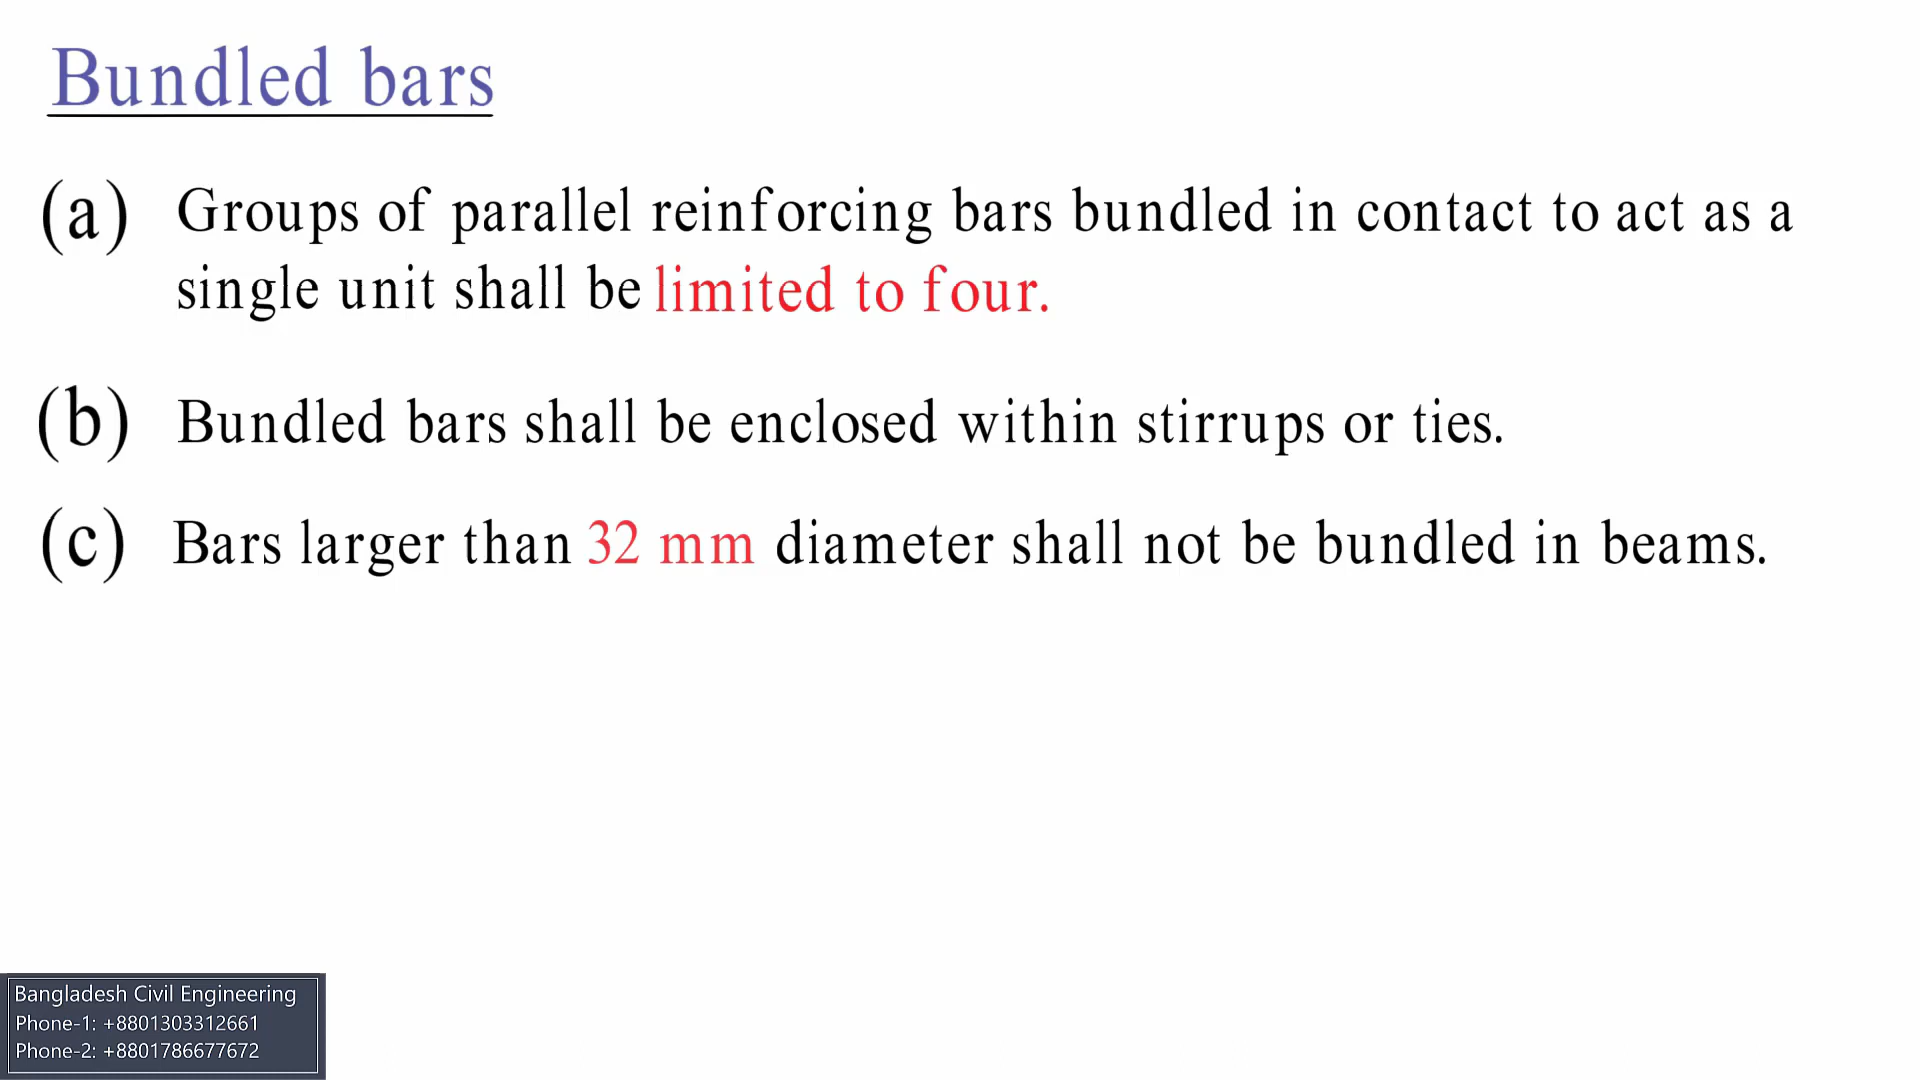 Bundled bars
(a) Groups of parallel reinforcing bars bundled in contact to act as a
single unit shall be limited to four.
(b) Bundled bars shall be enclosed within stirrups or ties.
(c) Bars larger than 32 mm diameter shall not be bundled in beams.
Bangladesh Civil Engineering
Phone-1: +8801303312661
Phone-2: +8801786677672